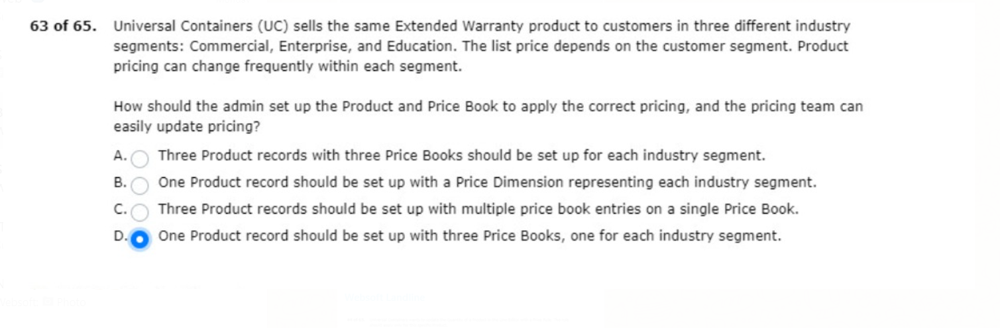 63 of 65. Universal Containers (UC) sells the same Extended Warranty product to customers in three different industry
segments: Commercial, Enterprise, and Education. The list price depends on the customer segment. Product
pricing can change frequently within each segment.
How should the admin set up the Product and Price Book to apply the correct pricing, and the pricing team can
easily update pricing?
A. Three Product records with three Price Books should be set up for each industry segment.
B. One Product record should be set up with a Price Dimension representing each industry segment.
C. Three Product records should be set up with multiple price book entries on a single Price Book.
D. One Product record should be set up with three Price Books, one for each industry segment.